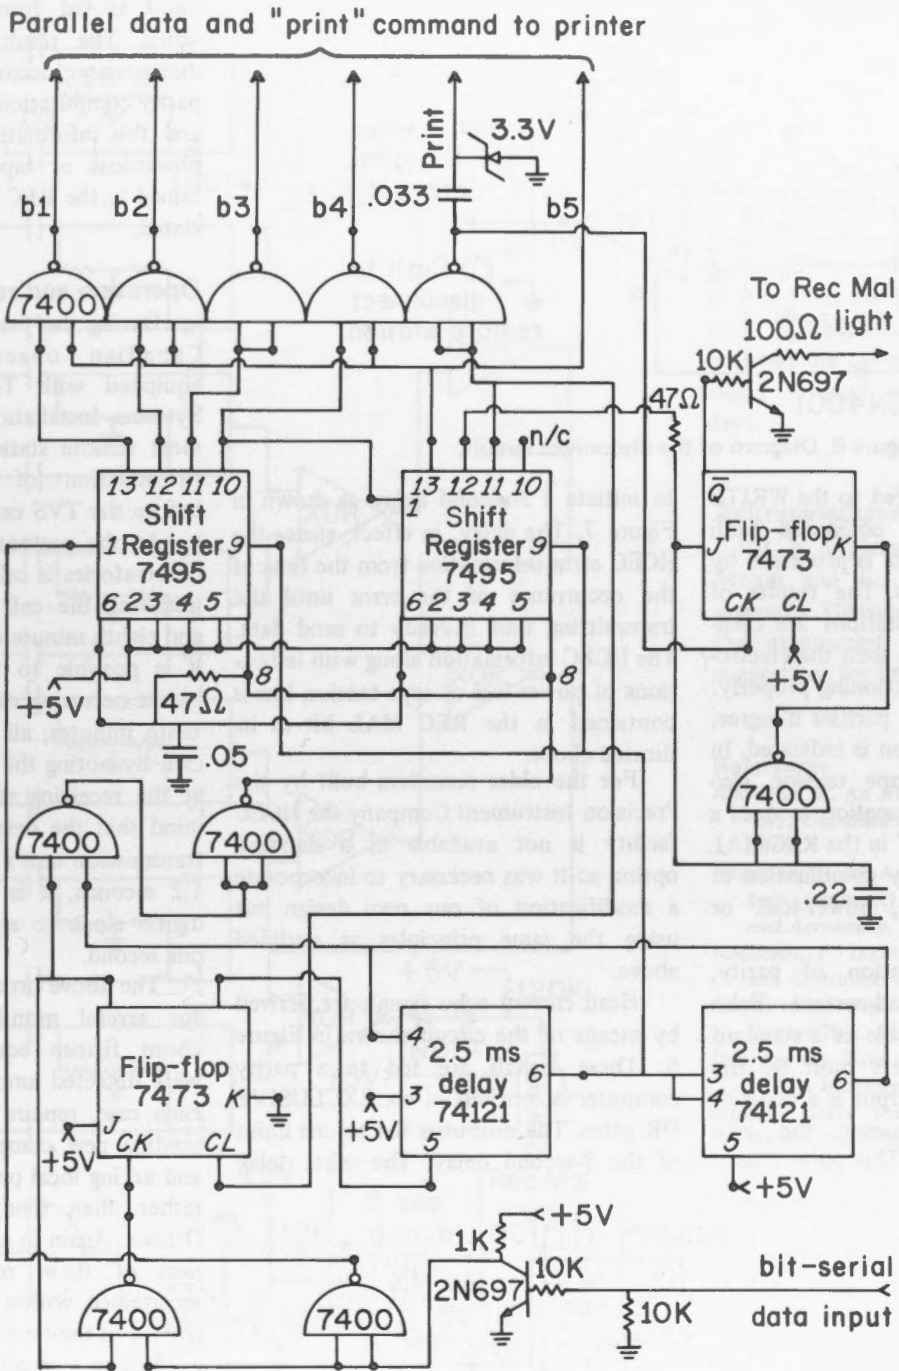 Parallel data and "print" command to printer
Print
3.3V
.033
b1 b2 b3 b4 b5
7400
To Rec Mal light
100Ω
10K
2N697
47Ω
n/c
13 12 11 10
1
Shift
Register 9
7495
6 2 3 4 5
8
13 12 11 10
1
Shift
Register 9
7495
6 2 3 4 5
8
Q
J Flip flop K
7473
CK CL
+5V
+5V
47Ω
.05
7400
7400
7400
.22
Flip flop
7473 K
J
CK CL
+5V
4
2.5 ms
3 delay 6
74121
5
+5V
2.5 ms
3 delay 6
4 74121
5
+5V
+5V
1K
10K
2N697
10K
bit-serial
data input
7400
7400